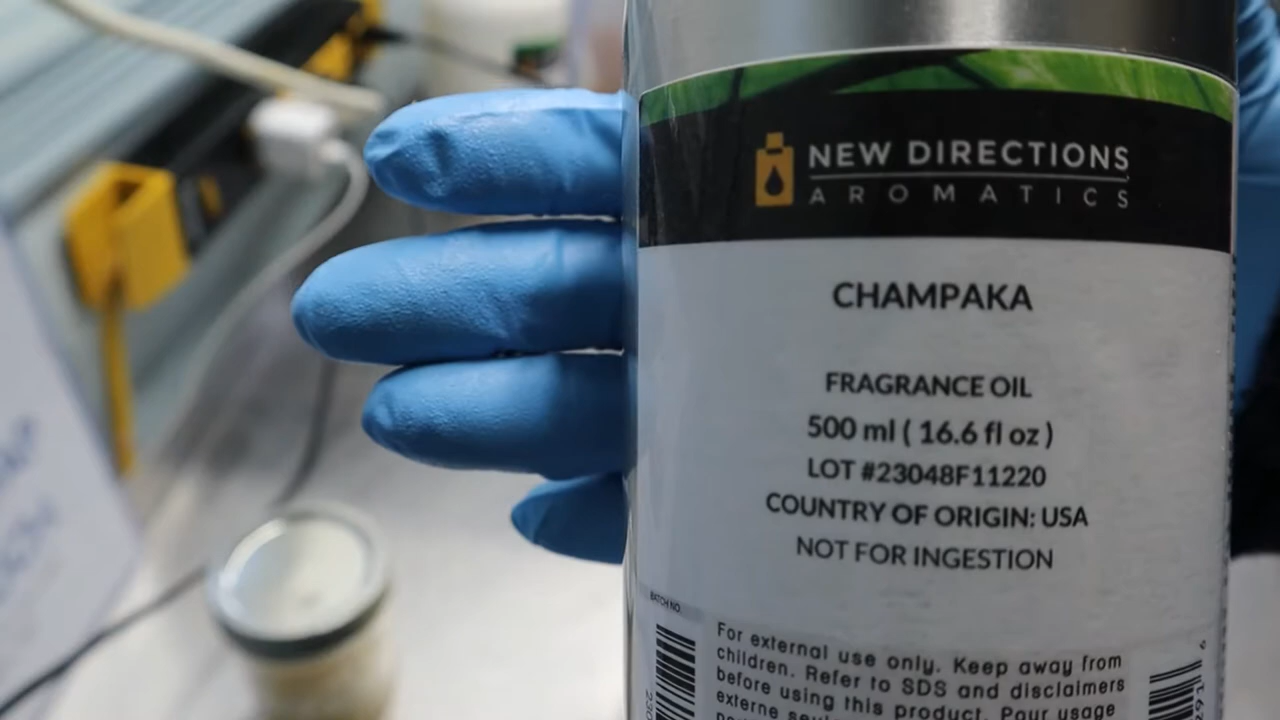 NEW DIRECTIONS
AROMATICS
CHAMPAKA
FRAGRANCE OIL
500 ml ( 16.6 fl oz )
LOT #23048F11220
COUNTRY OF ORIGIN: USA
NOT FOR INGESTION
BATCH NO.
For external use only. Keep away from
children. Refer to SDS and disclaimers
before using this product. Pour usage
externe